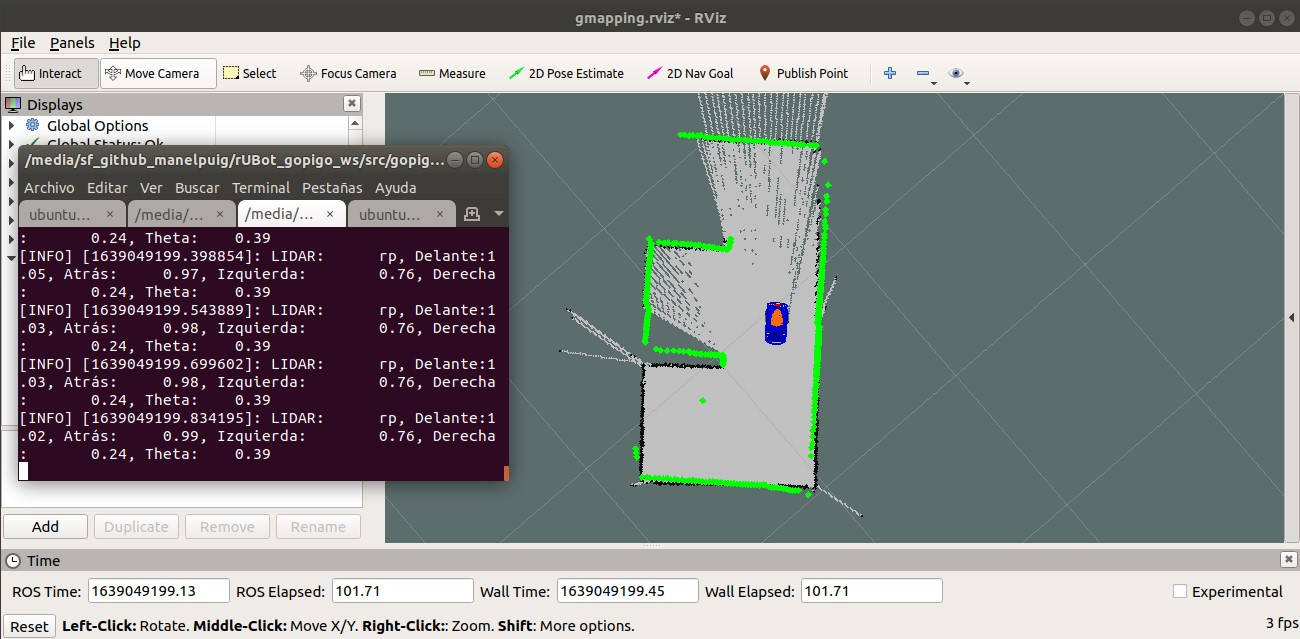 gmapping.rviz* - RViz
File Panels Help
Interact Move Camera Select Focus Camera Measure 2D Pose Estimate 2D Nav Goal Publish Point
Displays
Global Options
Global Status: Ok
/media/sf_github_manelpuig/rUBot_gopigo_ws/src/gopig...
Archivo Editar Ver Buscar Terminal Pestañas Ayuda
ubuntu... × /media/... × /media/... × ubuntu... ×
: 0.24, Theta: 0.39
[INFO] [1639049199.398854]: LIDAR: rp, Delante:1
.05, Atrás: 0.97, Izquierda: 0.76, Derecha
: 0.24, Theta: 0.39
[INFO] [1639049199.543889]: LIDAR: rp, Delante:1
.03, Atrás: 0.98, Izquierda: 0.76, Derecha
: 0.24, Theta: 0.39
[INFO] [1639049199.699602]: LIDAR: rp, Delante:1
.03, Atrás: 0.98, Izquierda: 0.76, Derecha
: 0.24, Theta: 0.39
[INFO] [1639049199.834195]: LIDAR: rp, Delante:1
.02, Atrás: 0.99, Izquierda: 0.76, Derecha
: 0.24, Theta: 0.39
Add Duplicate Remove Rename
Time
ROS Time: 1639049199.13 ROS Elapsed: 101.71 Wall Time: 1639049199.45 Wall Elapsed: 101.71 Experimental
Reset Left-Click: Rotate. Middle-Click: Move X/Y. Right-Click:: Zoom. Shift: More options. 3 fps